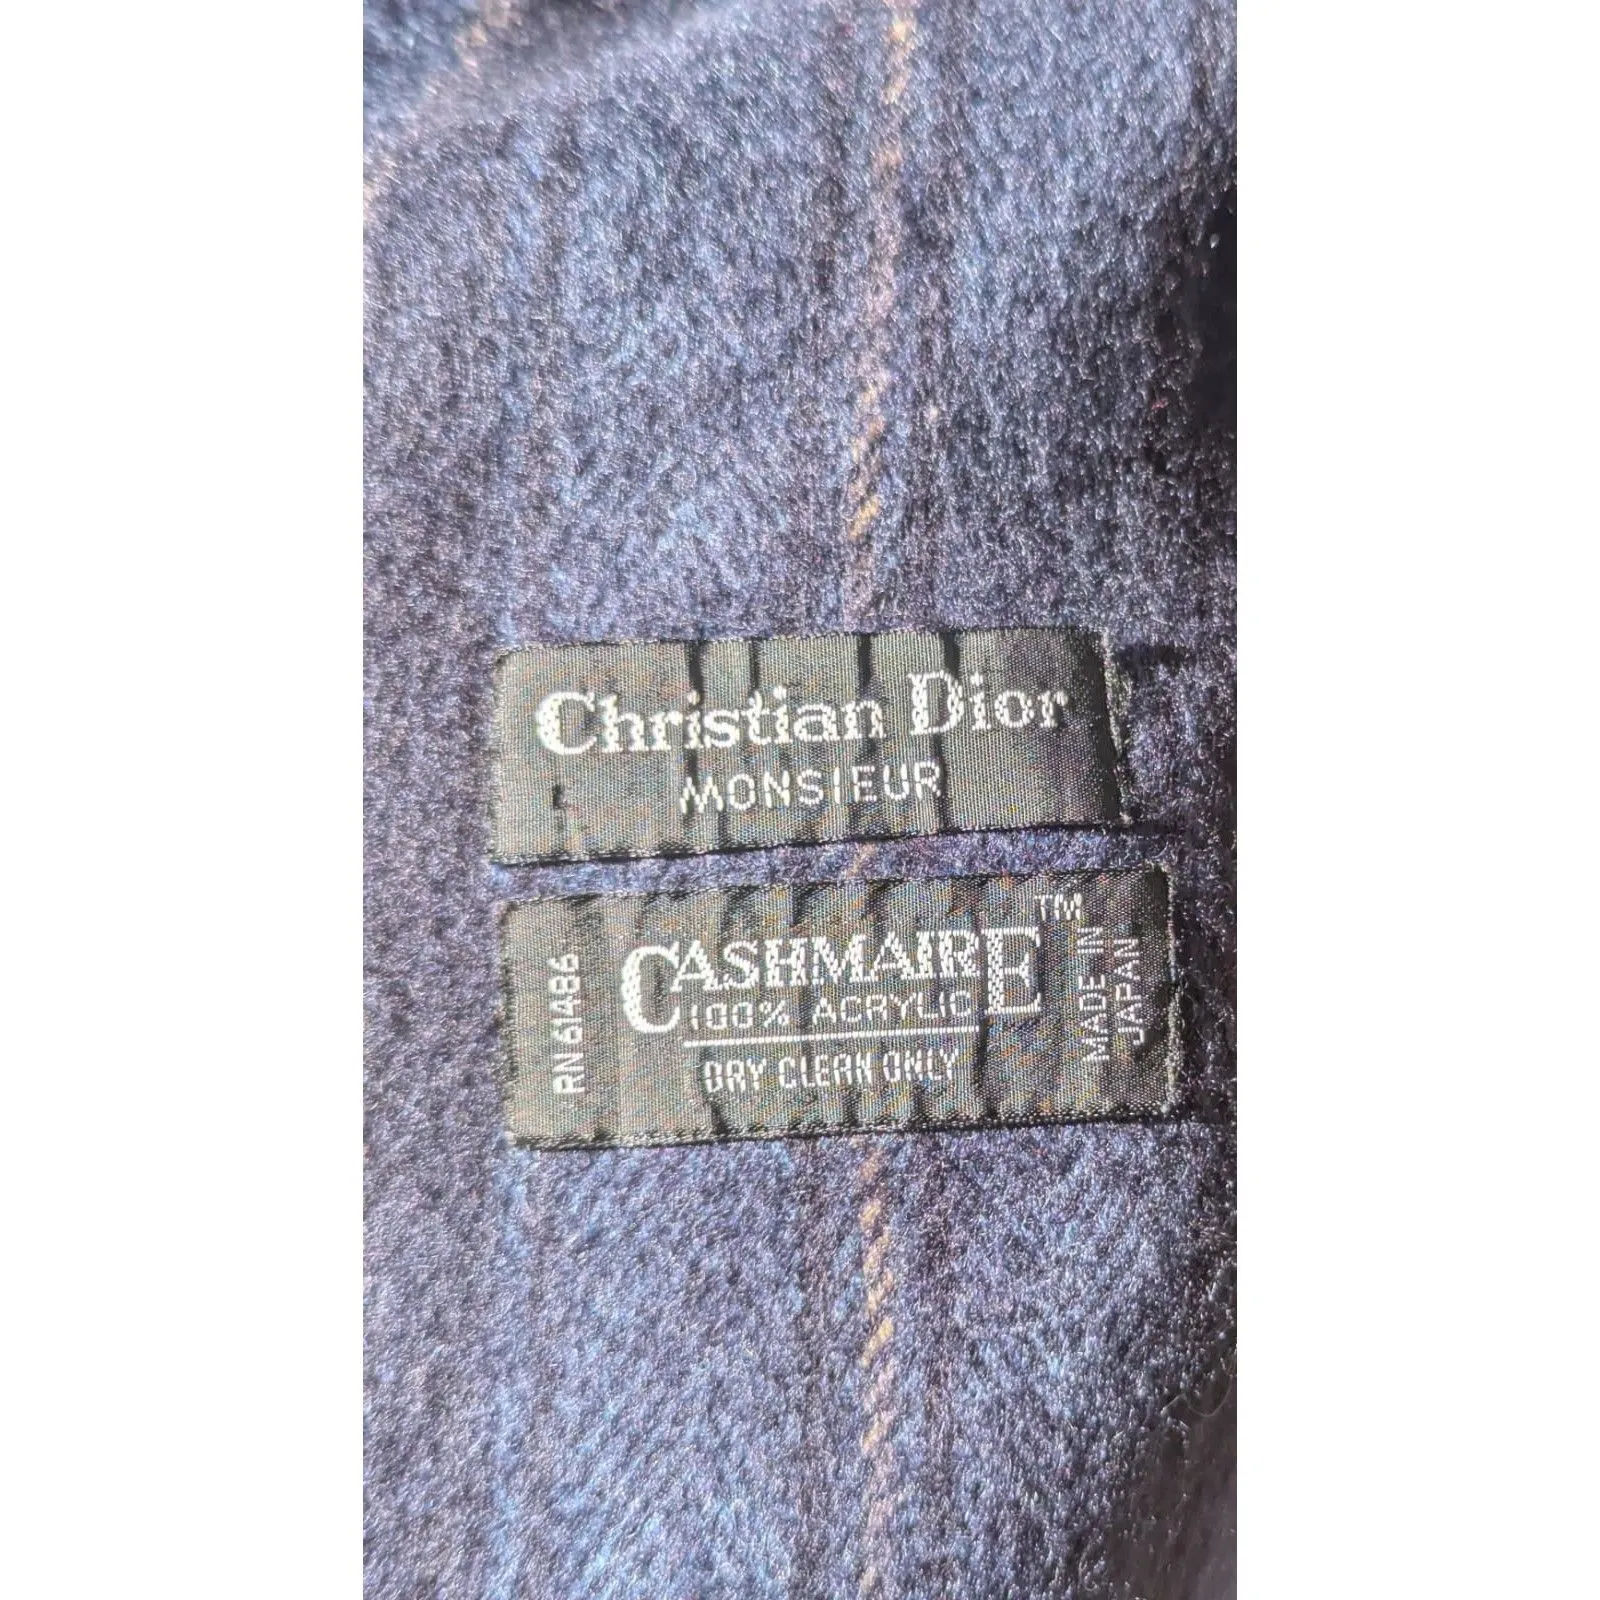 Christian Dior
MONSIEUR
RN 61486
CASHMAIRE™
100% ACRYLIC
DRY CLEAN ONLY
MADE IN
JAPAN